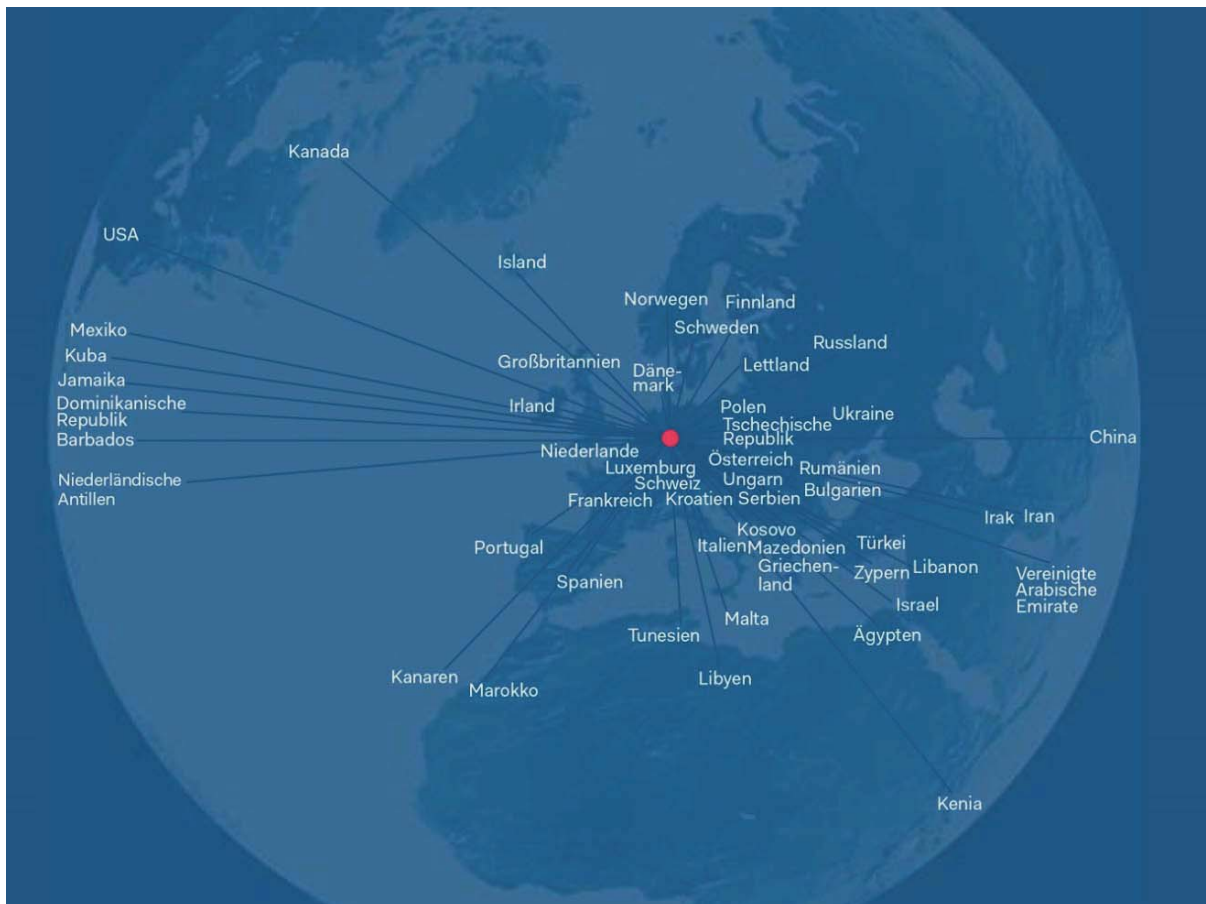 Kanada
USA
Island
Norwegen
Finnland
Schweden
Mexiko
Russland
Kuba
Großbritannien
Däne-
mark
Lettland
Jamaika
Dominikanische
Republik
Irland
Polen
Ukraine
Tschechische
Republik
Barbados
China
Niederlande
Österreich
Luxemburg
Rumänien
Niederländische
Antillen
Schweiz
Ungarn
Bulgarien
Frankreich
Kroatien
Serbien
Irak
Iran
Kosovo
Portugal
Italien
Mazedonien
Türkei
Griechen-
land
Zypern
Libanon
Vereinigte
Arabische
Emirate
Spanien
Israel
Malta
Tunesien
Ägypten
Kanaren
Marokko
Libyen
Kenia